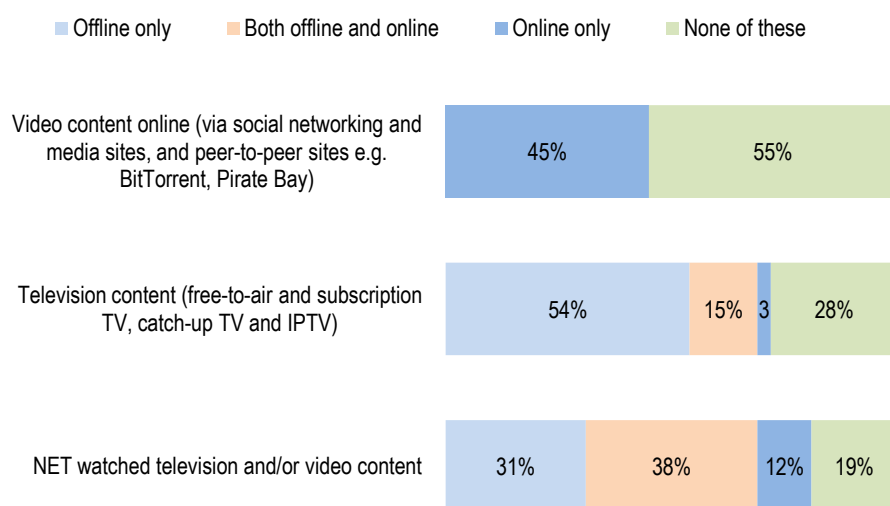 Offline only Both offline and online Online only None of these
Video content online (via social networking and
media sites, and peer-to-peer sites e.g.
BitTorrent, Pirate Bay)
45% 55%
Television content (free-to-air and subscription
TV, catch-up TV and IPTV)
54% 15% 3 28%
NET watched television and/or video content
31% 38% 12% 19%